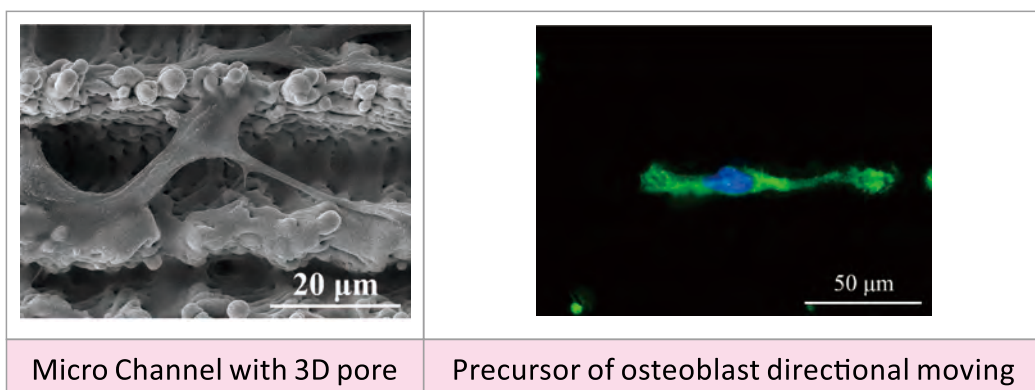 20 μm
50 μm
Micro Channel with 3D pore
Precursor of osteoblast directional moving